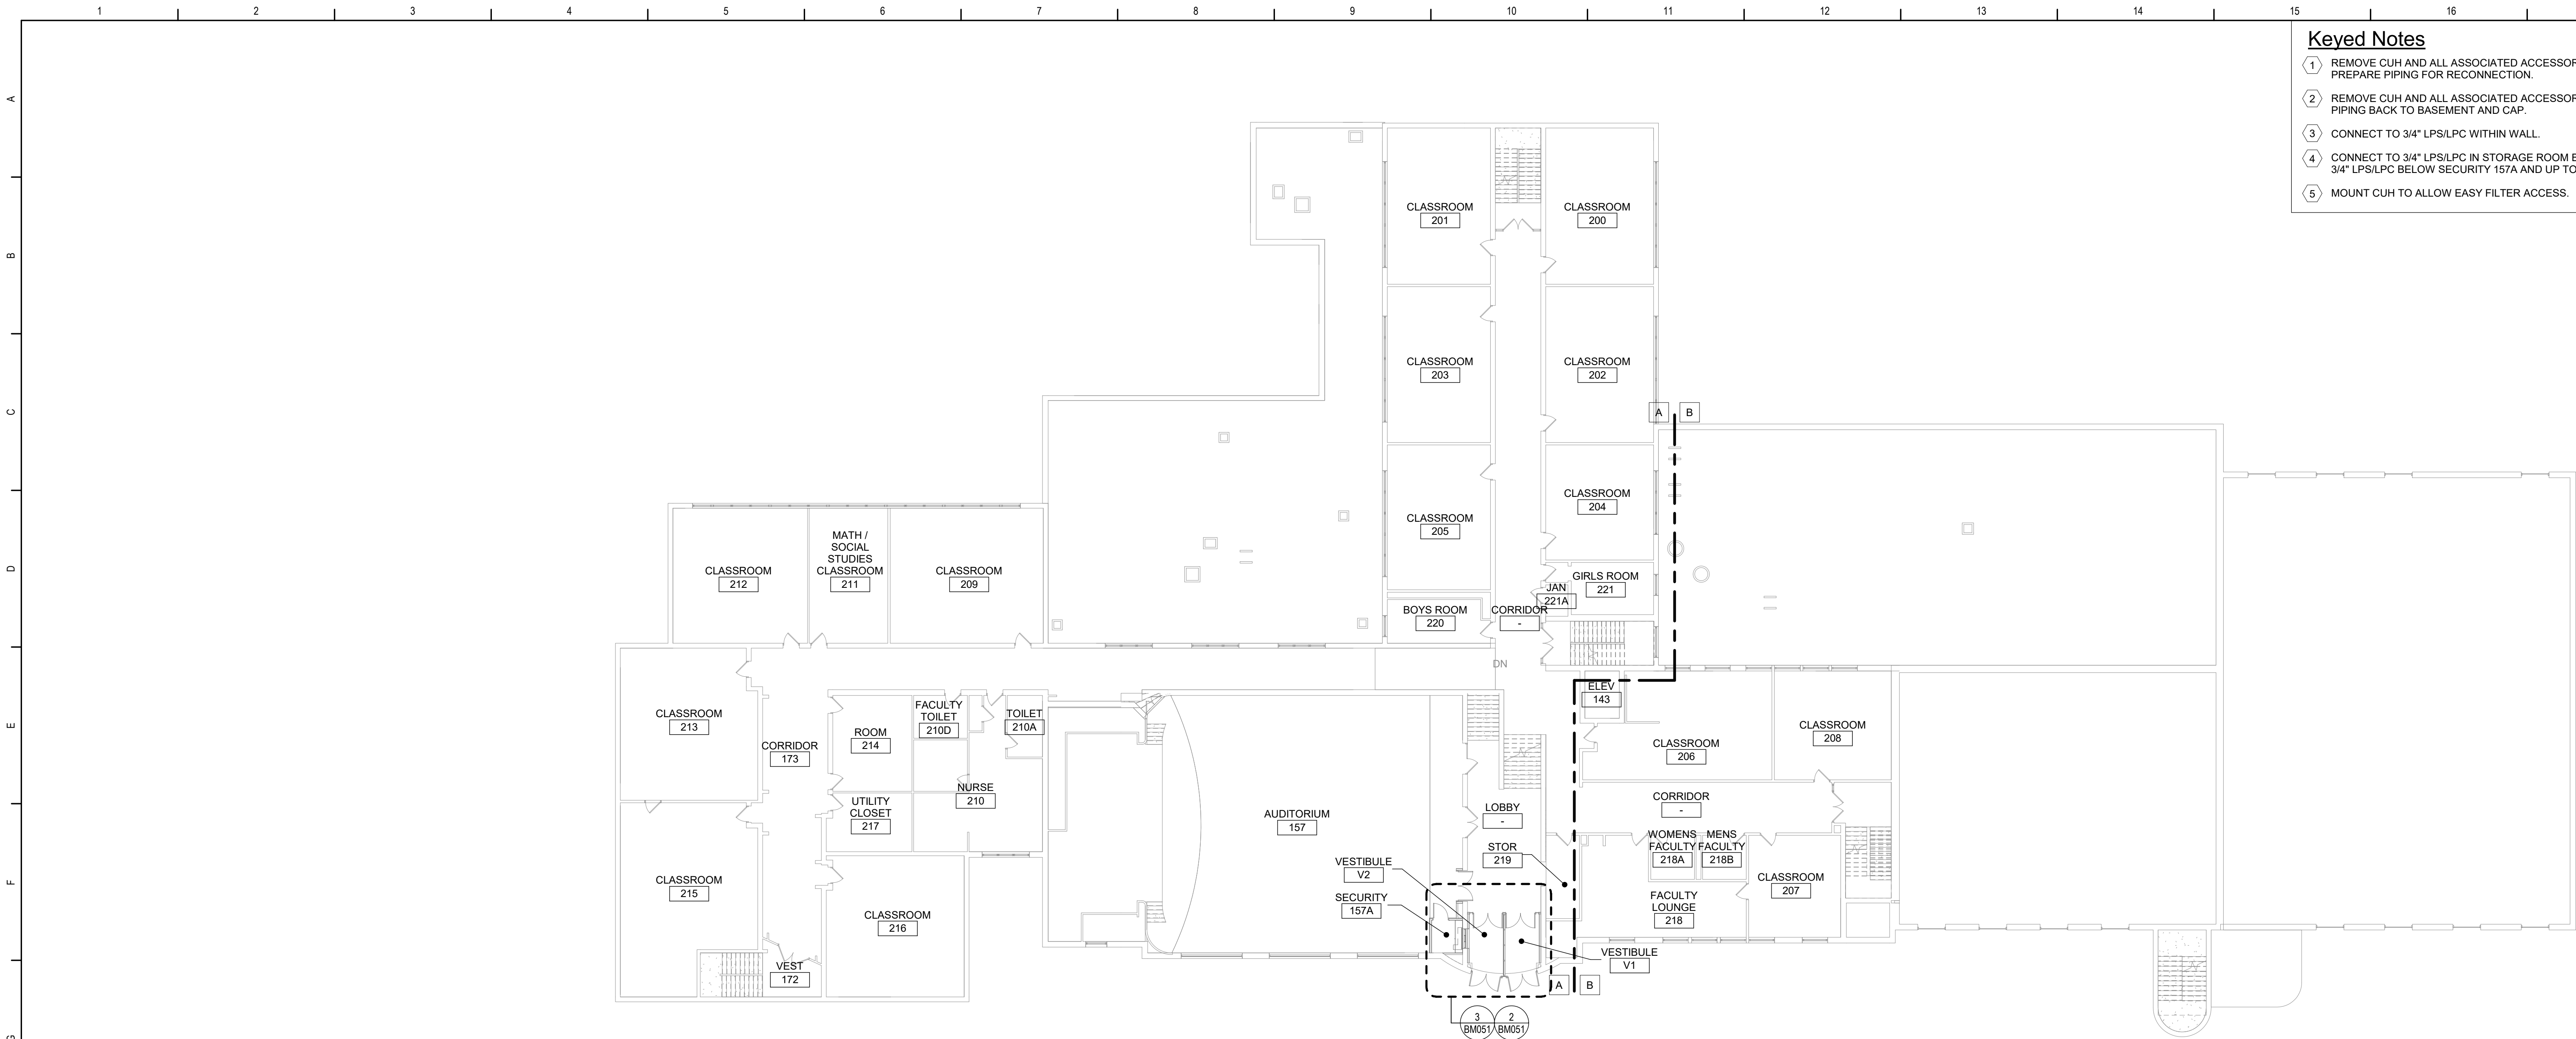 1 2 3 4 5 6 7 8 9 10 11 12 13 14 15 16
Keyed Notes
1 REMOVE CUH AND ALL ASSOCIATED
PREPARE PIPING FOR RECONNECTION.
2 REMOVE CUH AND ALL ASSOCIATED
PIPING BACK TO BASEMENT AND CAP.
3 CONNECT TO 3/4" LPS/LPC WITHIN WALL.
4 CONNECT TO 3/4" LPS/LPC IN STORAGE ROOM
3/4" LPS/LPC BELOW SECURITY 157A AND UP TO
5 MOUNT CUH TO ALLOW EASY FILTER ACCESS.
A
B
C
D
E
F
G
CLASSROOM
201
CLASSROOM
200
CLASSROOM
203
CLASSROOM
202
A B
CLASSROOM
205
CLASSROOM
204
CLASSROOM
212
MATH /
SOCIAL
STUDIES
CLASSROOM
211
CLASSROOM
209
GIRLS ROOM
221
JAN
221A
BOYS ROOM
220
CORRIDOR
-
DN
ELEV
143
CLASSROOM
213
CORRIDOR
173
ROOM
214
FACULTY
TOILET
210D
TOILET
210A
NURSE
210
UTILITY
CLOSET
217
CLASSROOM
206
CLASSROOM
208
CORRIDOR
-
AUDITORIUM
157
LOBBY
-
STOR
219
WOMENS
FACULTY
218A
MENS
FACULTY
218B
CLASSROOM
207
FACULTY
LOUNGE
218
VESTIBULE
V2
SECURITY
157A
VESTIBULE
V1
CLASSROOM
215
CLASSROOM
216
VEST
172
A B
3
BM051
2
BM051